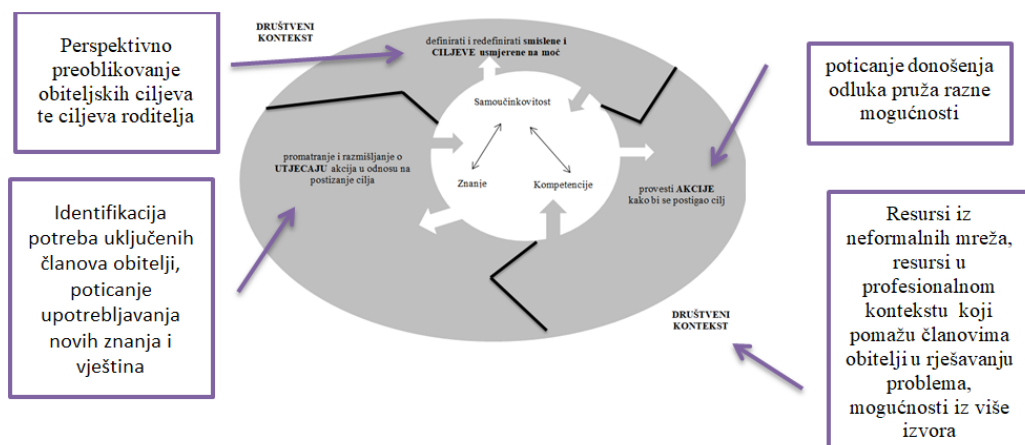 DRUŠTVENI
KONTEKST
Perspektivno
preoblikovanje
obiteljskih ciljeva
te ciljeva roditelja
definirati i redefinirati smislene i
CILJEVE usmjerene na moć
poticanje donošenja
odluka pruža razne
mogućnosti
Samoučinkovitost
promatranje i razmišljanje o
UTJECAJU akcija u odnosu na
postizanje cilja
Znanje
Kompetencije
provesti AKCIJE
kako bi se postigao cilj
Identifikacija
potreba uključenih
članova obitelji,
poticanje
upotrebljavanja
novih znanja i
vještina
DRUŠTVENI
KONTEKST
Resursi iz
neformalnih mreža,
resursi u
profesionalnom
kontekstu koji
pomažu članovima
obitelji u rješavanju
problema,
mogućnosti iz više
izvora